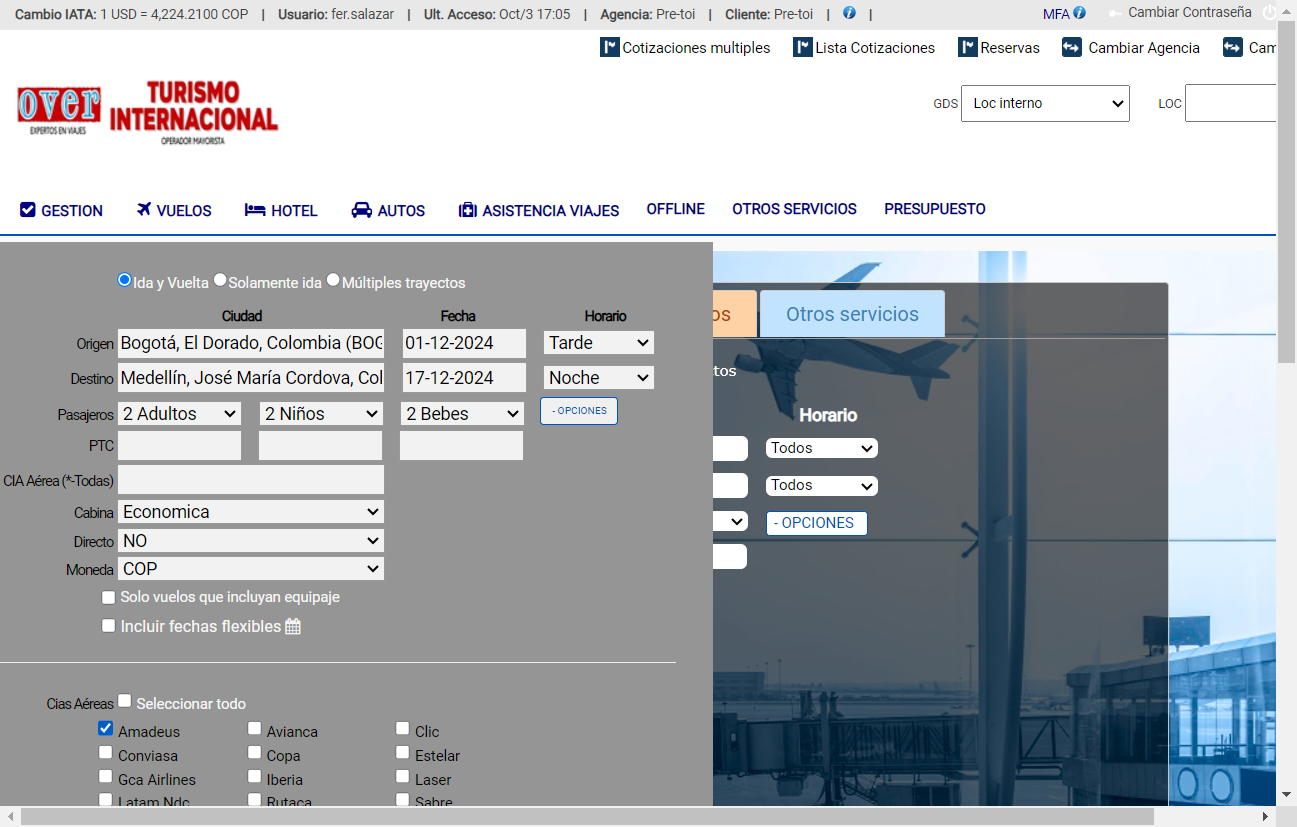 Cambio IATA: 1 USD = 4,224.2100 COP | Usuario: fer.salazar | Ult. Acceso: Oct/3 17:05 | Agencia: Pre-toi | Cliente: Pre-toi | | MFA Cambiar Contraseña
Cotizaciones multiples Lista Cotizaciones Reservas Cambiar Agencia Cam
over TURISMO INTERNACIONAL
EXPERTOS EN VIAJES OPERADOR MAYORISTA
GDS Loc interno LOC
GESTION VUELOS HOTEL AUTOS ASISTENCIA VIAJES OFFLINE OTROS SERVICIOS PRESUPUESTO
Ida y Vuelta Solamente ida Múltiples trayectos
Ciudad Fecha Horario
Origen Bogotá, El Dorado, Colombia (BOG 01-12-2024 Tarde
Destino Medellín, José María Cordova, Col 17-12-2024 Noche
Pasajeros 2 Adultos 2 Niños 2 Bebes - OPCIONES
PTC
CIA Aérea (*-Todas)
Cabina Economica
Directo NO
Moneda COP
Solo vuelos que incluyan equipaje
Incluir fechas flexibles
Cias Aéreas Seleccionar todo
Amadeus Avianca Clic
Conviasa Copa Estelar
Gca Airlines Iberia Laser
Latam Ndc Rutaca Sabre
os Otros servicios
tos
Horario
Todos
Todos
- OPCIONES